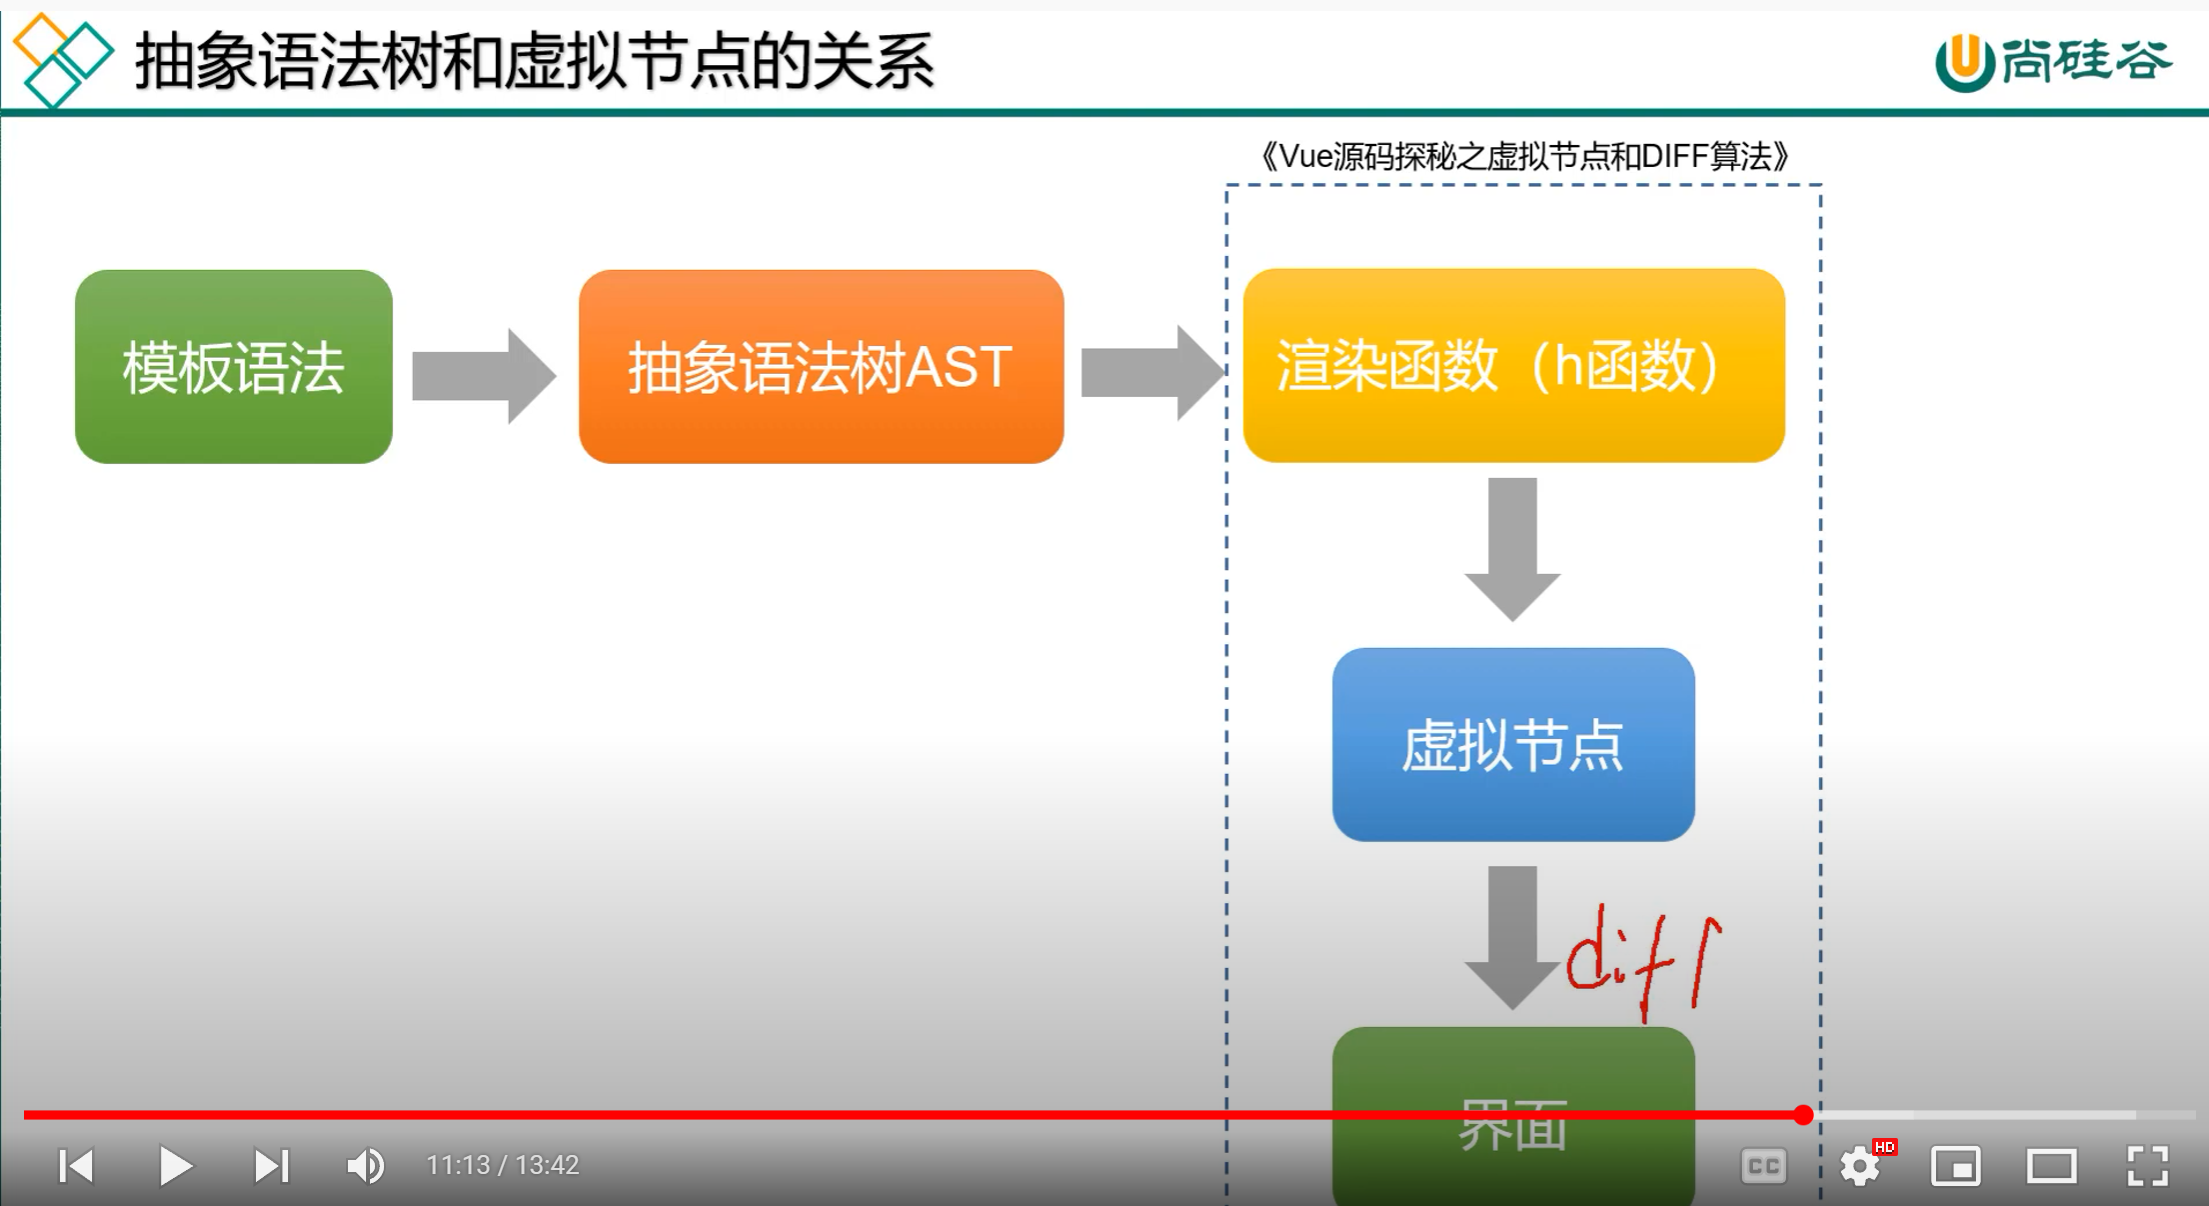 抽象语法树和虚拟节点的关系
尚硅谷
《Vue源码探秘之虚拟节点和DIFF算法》
模板语法
抽象语法树AST
渲染函数（h函数）
虚拟节点
diff
界面
11:13 / 13:42
CC
HD